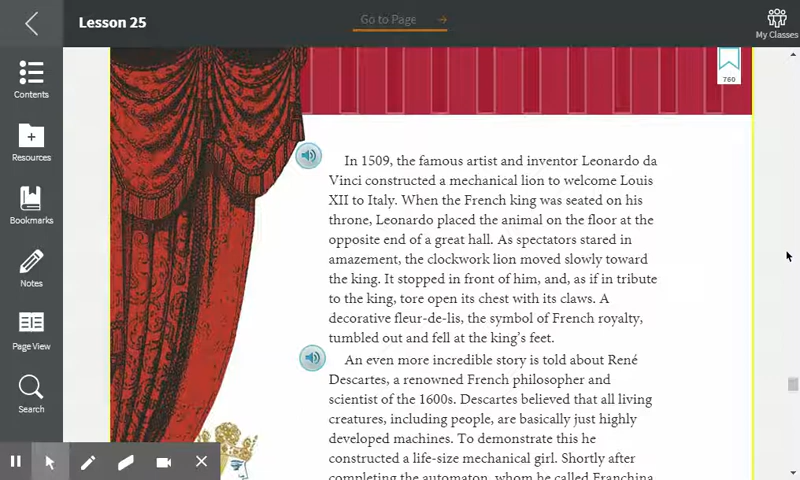 Lesson 25
Go to Page →
My Classes
Contents
Resources
Bookmarks
Notes
Page View
Search
760
In 1509, the famous artist and inventor Leonardo da
Vinci constructed a mechanical lion to welcome Louis
XII to Italy. When the French king was seated on his
throne, Leonardo placed the animal on the floor at the
opposite end of a great hall. As spectators stared in
amazement, the clockwork lion moved slowly toward
the king. It stopped in front of him, and, as if in tribute
to the king, tore open its chest with its claws. A
decorative fleur-de-lis, the symbol of French royalty,
tumbled out and fell at the king's feet.
An even more incredible story is told about René
Descartes, a renowned French philosopher and
scientist of the 1600s. Descartes believed that all living
creatures, including people, are basically just highly
developed machines. To demonstrate this he
constructed a life-size mechanical girl. Shortly after
completing the automaton, whom he called Franchina